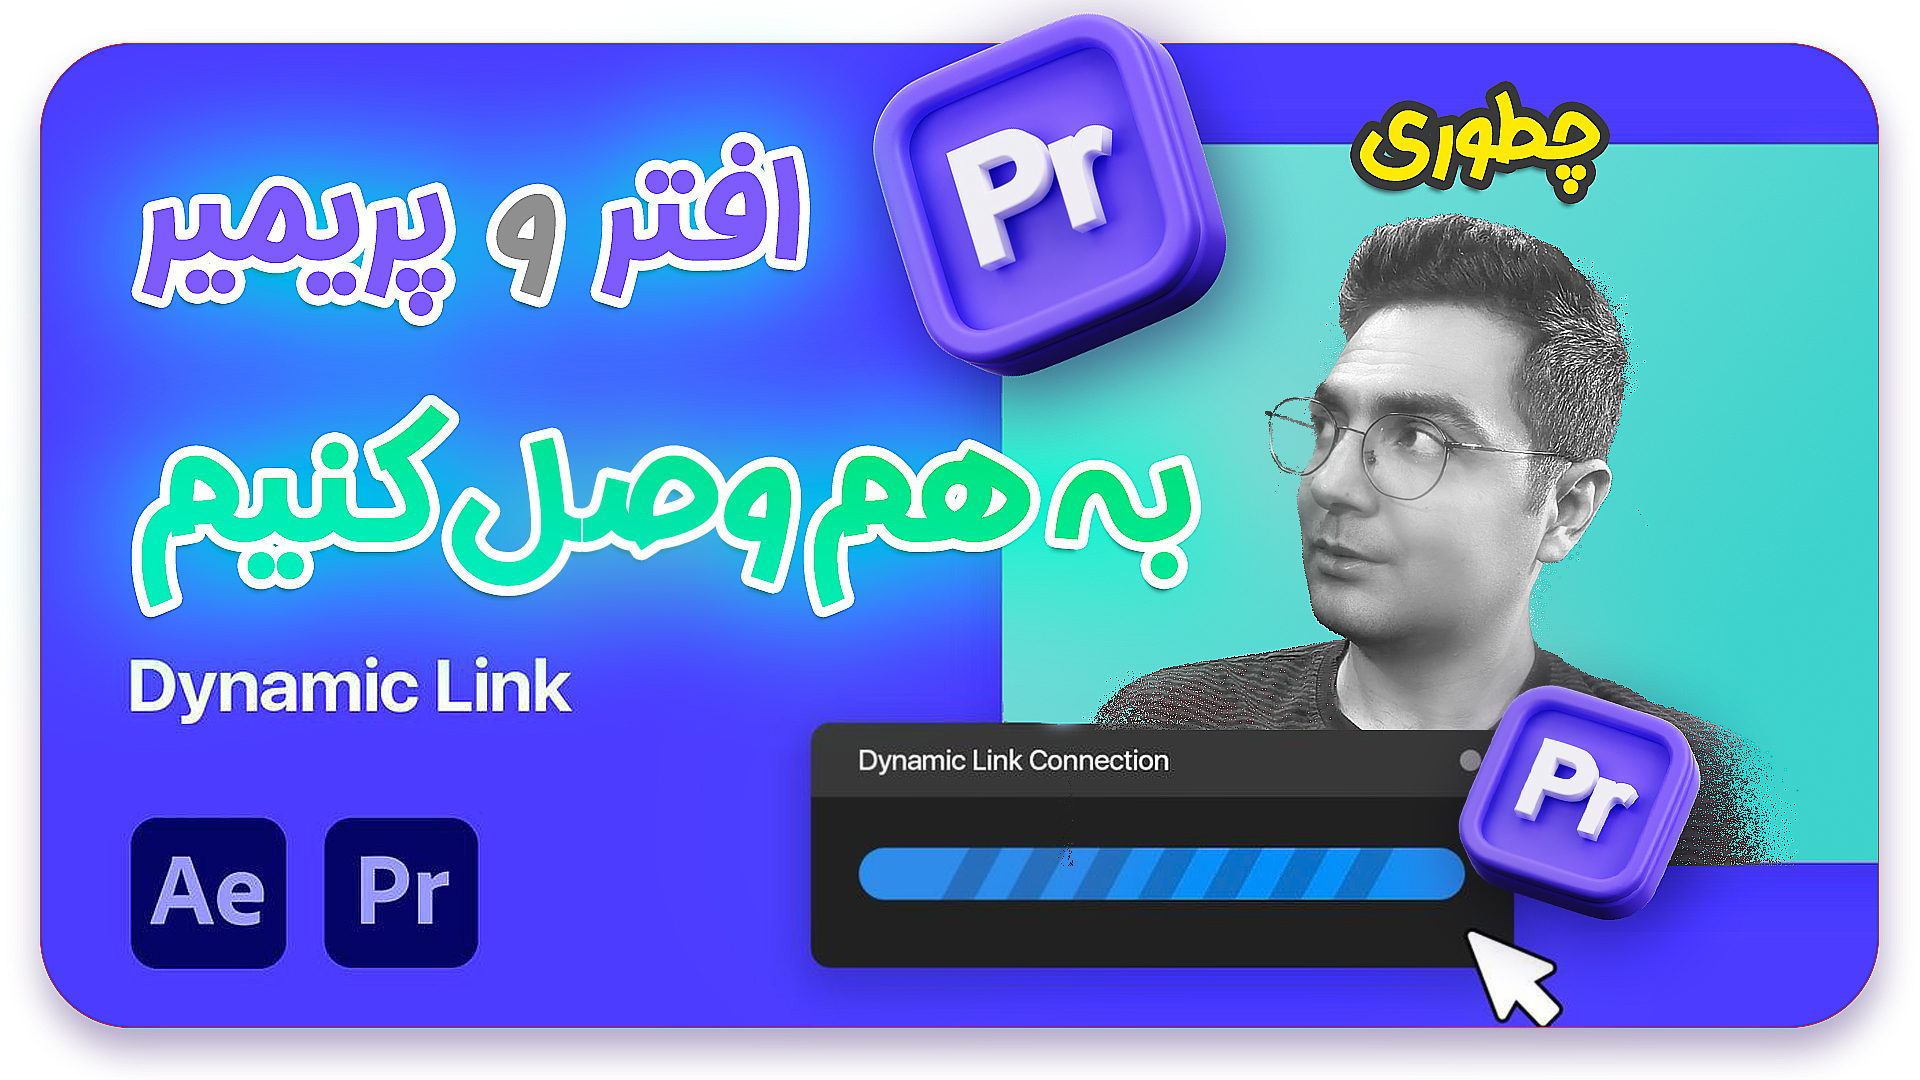 چطوری
افتر و پریمیر
به هم وصل کنیم
Dynamic Link
Ae Pr
Pr
Dynamic Link Connection
Pr